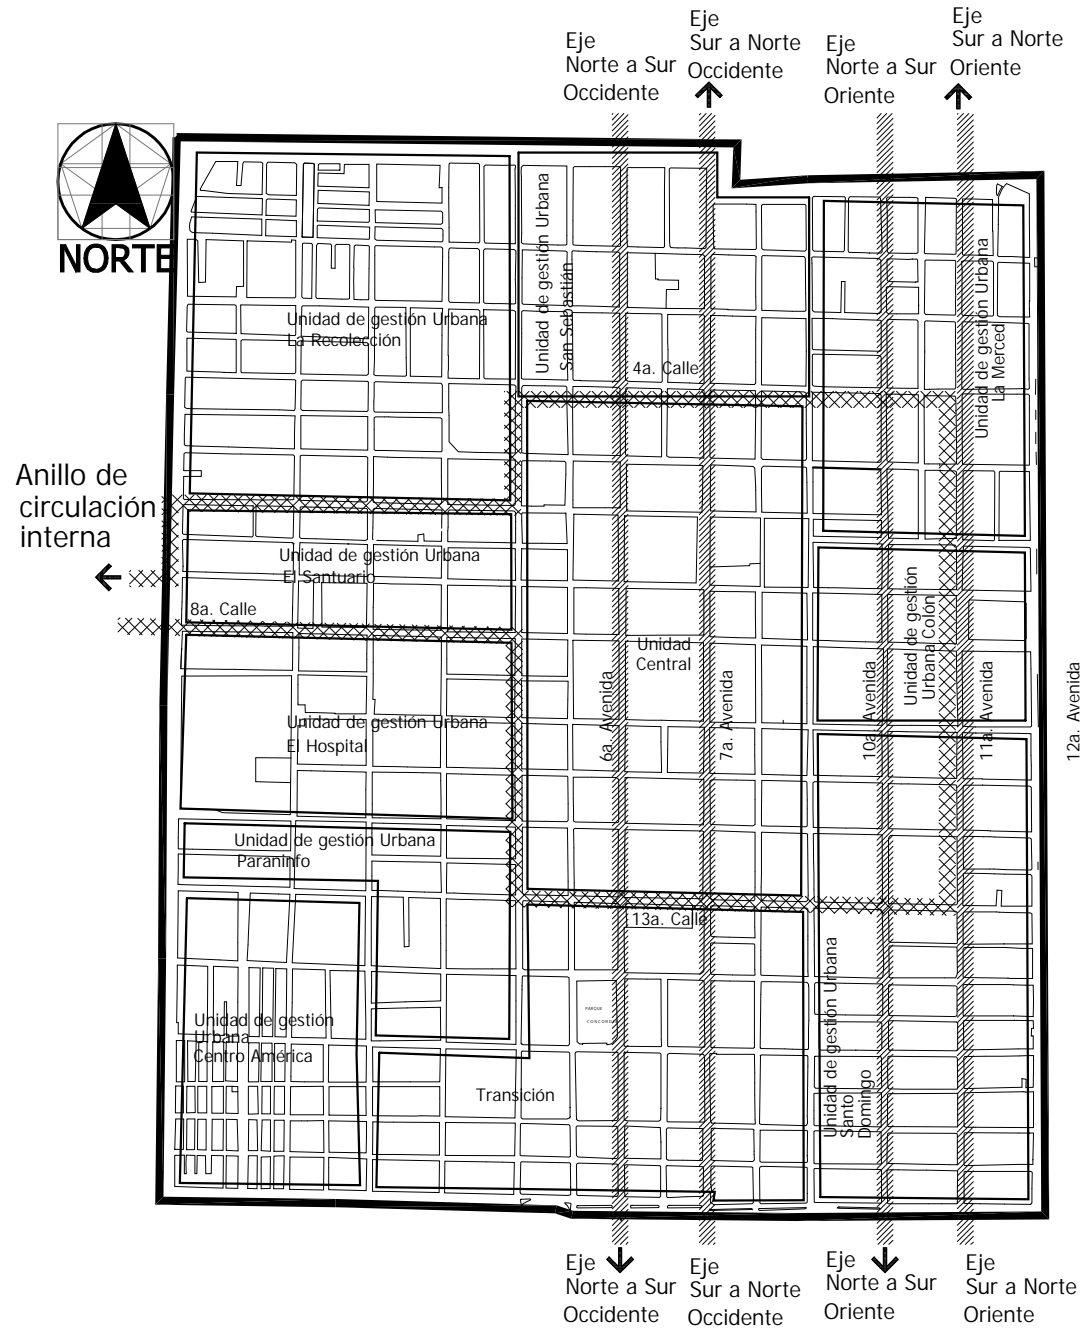 Eje
Norte a Sur
Occidente
Eje
Sur a Norte
Occidente
Eje
Norte a Sur
Oriente
Eje
Sur a Norte
Oriente
NORTE
Unidad de gestión Urbana
La Recolección
Unidad de gestión Urbana
San Sebastián
4a. Calle
Unidad de gestión Urbana
La Merced
Anillo de
circulación
interna
Unidad de gestión Urbana
El Santuario
8a. Calle
Unidad
Central
Unidad de gestión
Urbana Colón
6a. Avenida
7a. Avenida
10a. Avenida
11a. Avenida
12a. Avenida
Unidad de gestión Urbana
El Hospital
Unidad de gestión Urbana
Paraninfo
13a. Calle
Unidad de gestión
Urbana
Centro América
PARQUE
CONCORDIA
Transición
Unidad de gestión Urbana
Santo
Domingo
Eje
Norte a Sur
Occidente
Eje
Sur a Norte
Occidente
Eje
Norte a Sur
Oriente
Eje
Sur a Norte
Oriente